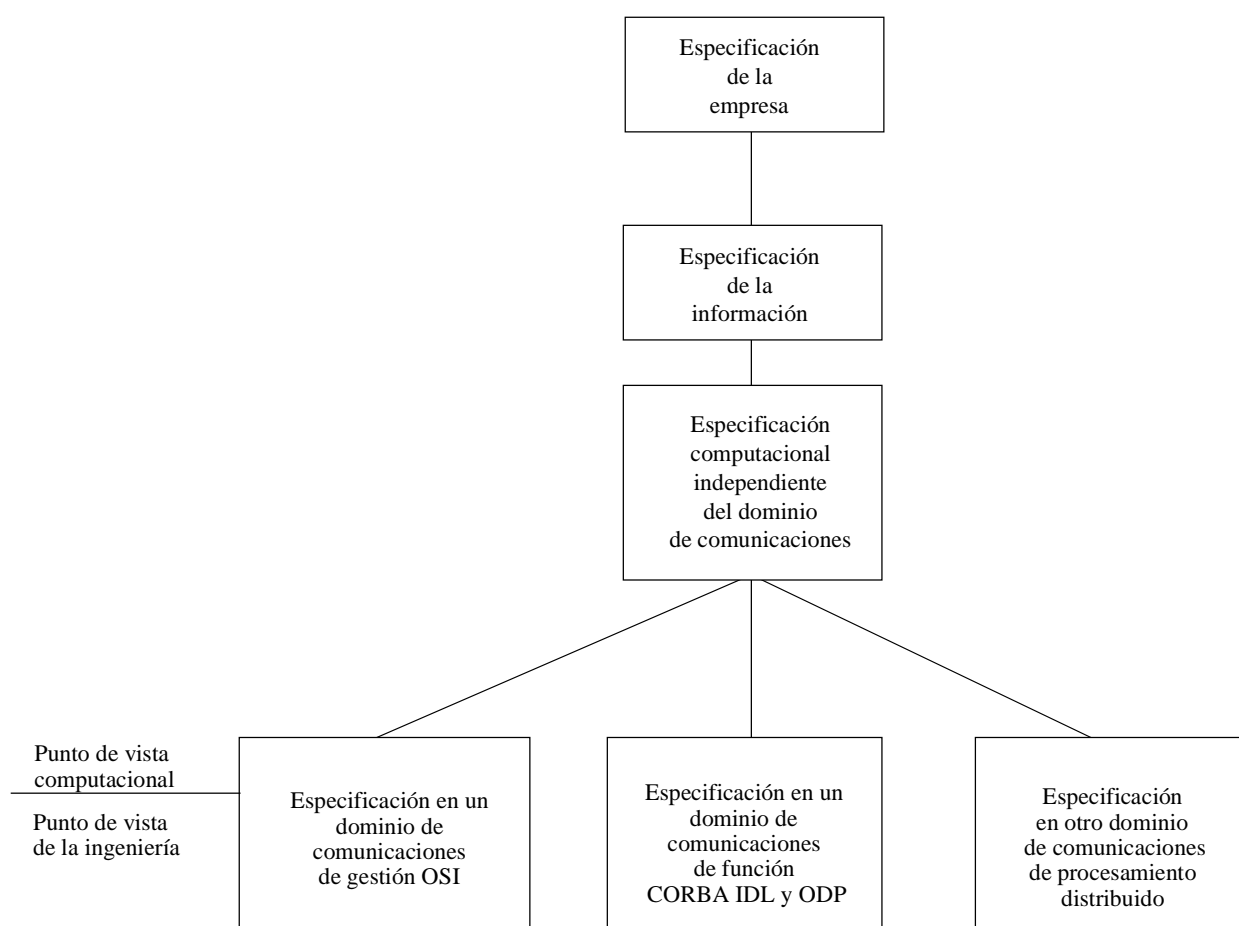 Especificación
de la
empresa
Especificación
de la
información
Especificación
computacional
independiente
del dominio
de comunicaciones
Punto de vista
computacional
Punto de vista
de la ingeniería
Especificación en un
dominio de
comunicaciones
de gestión OSI
Especificación en un
dominio de
comunicaciones
de función
CORBA IDL y ODP
Especificación
en otro dominio
de comunicaciones
de procesamiento
distribuido